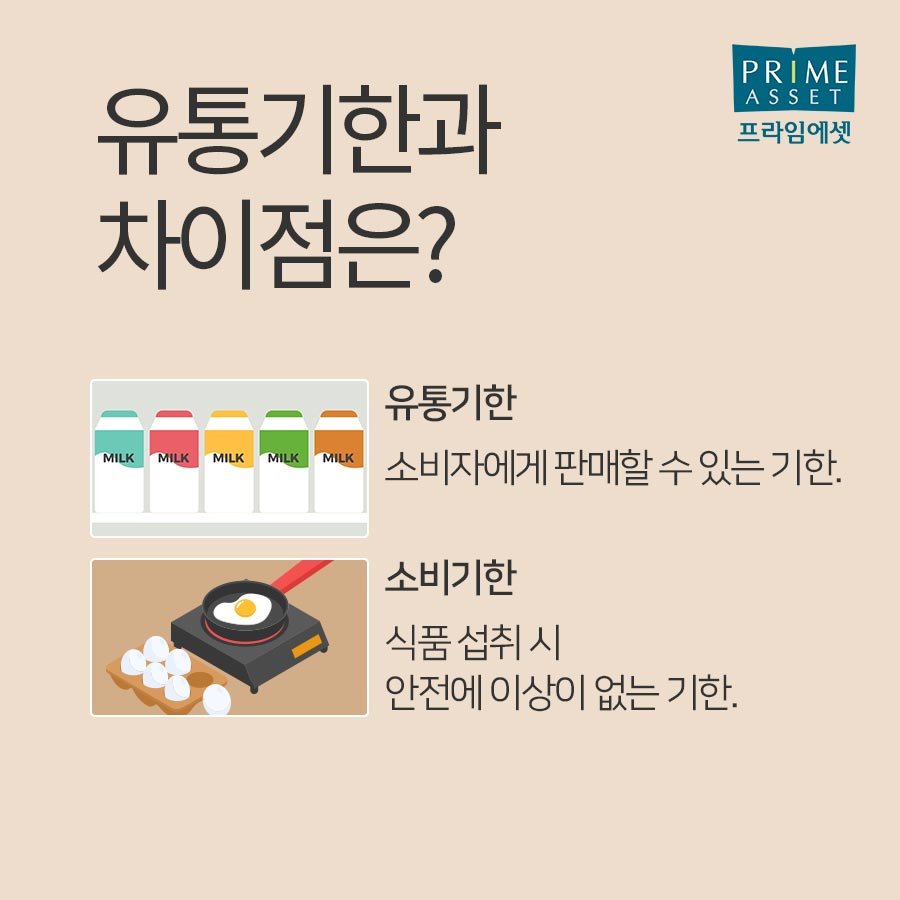 PRIME
ASSET
프라임에셋
유통기한과
차이점은?
MILK MILK MILK MILK MILK
유통기한
소비자에게 판매할 수 있는 기한.
소비기한
식품 섭취 시
안전에 이상이 없는 기한.